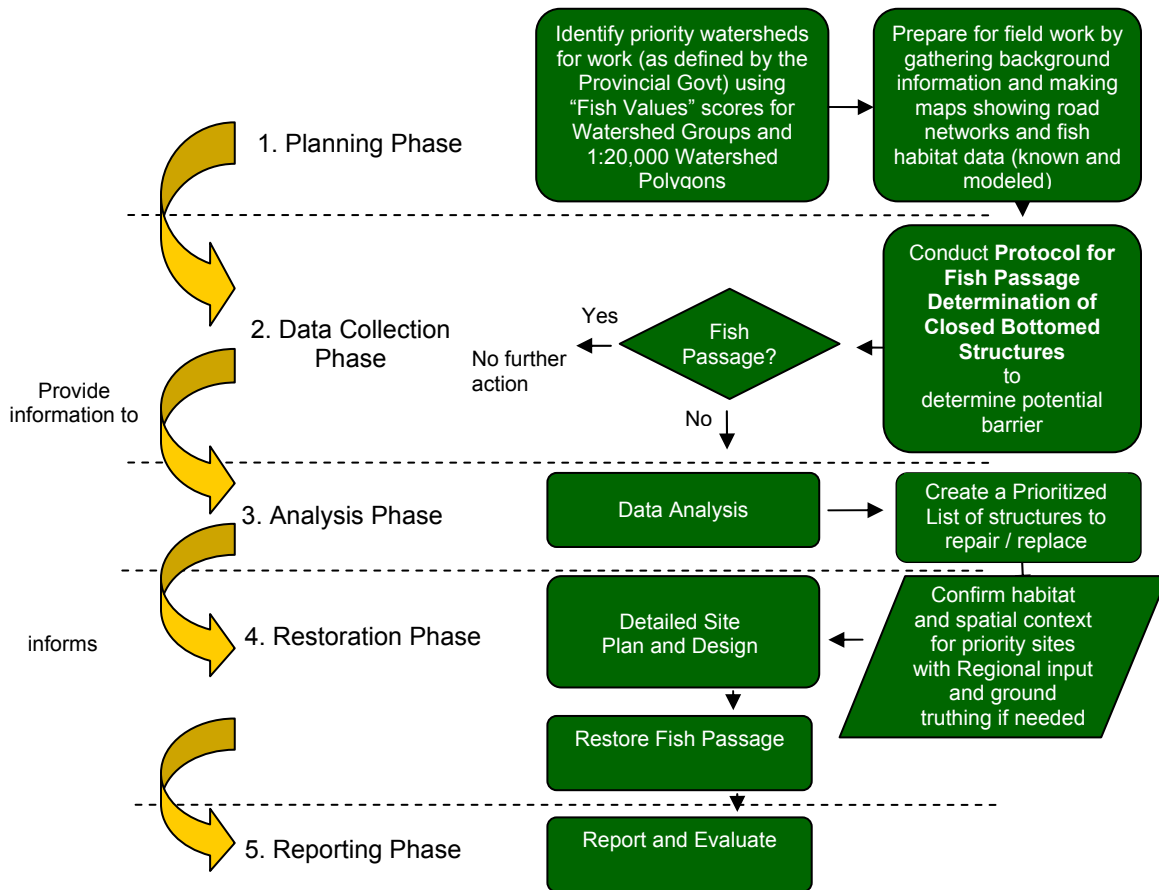 Identify priority watersheds
for work (as defined by the
Provincial Govt) using
“Fish Values” scores for
Watershed Groups and
1:20,000 Watershed
Polygons
Prepare for field work by
gathering background
information and making
maps showing road
networks and fish
habitat data (known and
modeled)
1. Planning Phase
Conduct Protocol for
Fish Passage
Determination of
Closed Bottomed
Structures
to
determine potential
barrier
2. Data Collection
Phase
Fish
Passage?
Yes
No further
action
No
Provide
information to
3. Analysis Phase
Data Analysis
Create a Prioritized
List of structures to
repair / replace
informs
4. Restoration Phase
Confirm habitat
and spatial context
for priority sites
with Regional input
and ground
truthing if needed
Detailed Site
Plan and Design
Restore Fish Passage
5. Reporting Phase
Report and Evaluate